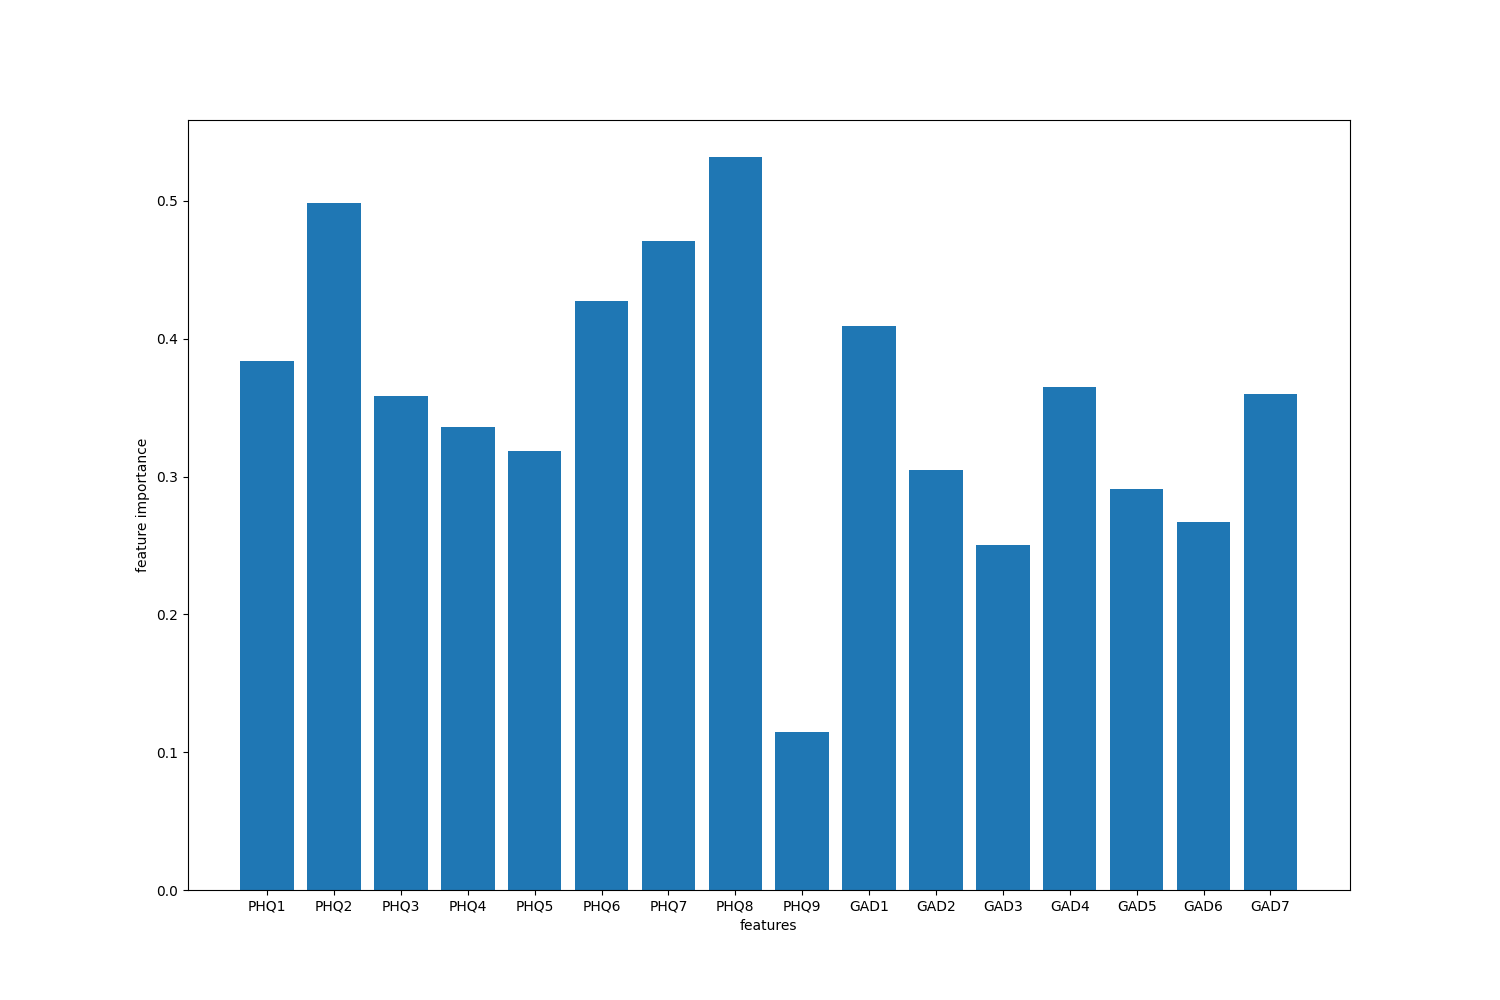 0.5
0.4
0.3
0.2
0.1
0.0
feature importance
PHQ1 PHQ2 PHQ3 PHQ4 PHQ5 PHQ6 PHQ7 PHQ8 PHQ9 GAD1 GAD2 GAD3 GAD4 GAD5 GAD6 GAD7
features